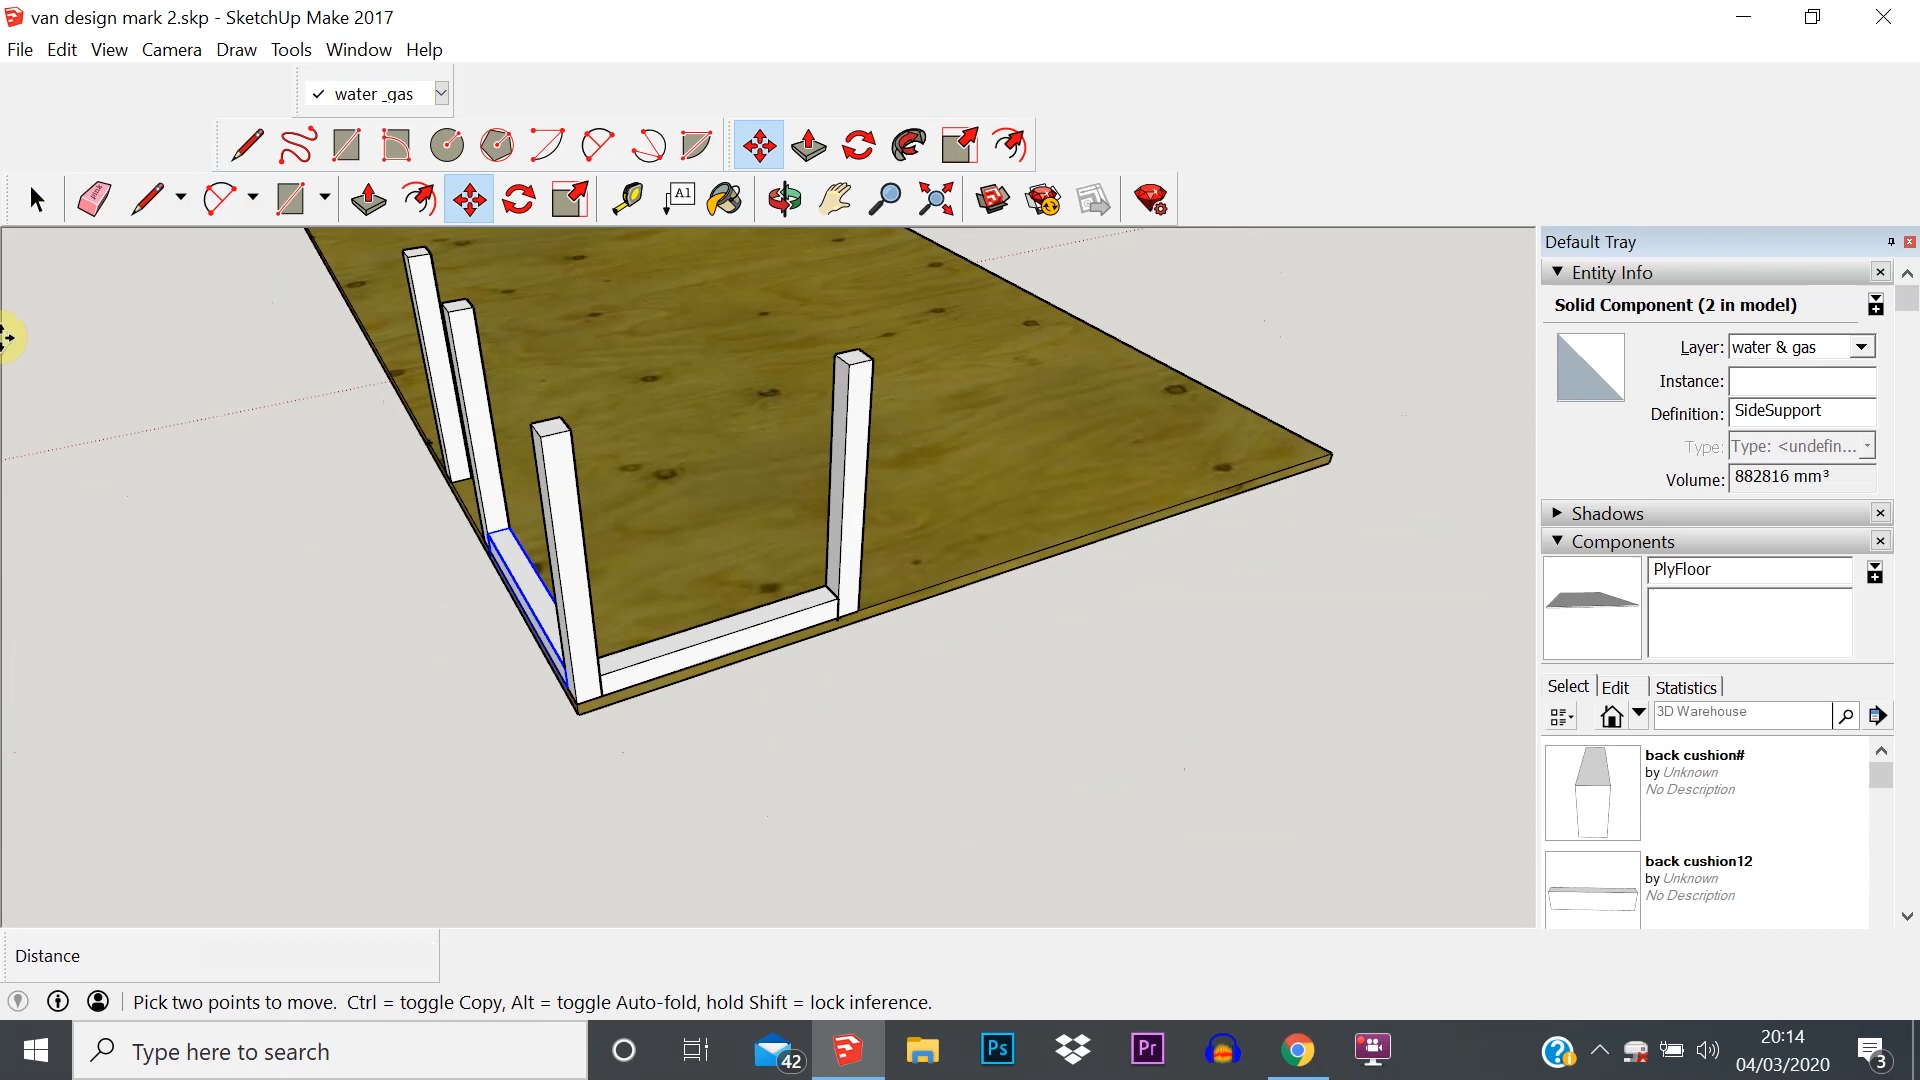 van design mark 2.skp - SketchUp Make 2017
File Edit View Camera Draw Tools Window Help
✓ water _gas
A1
Default Tray
Entity Info
Solid Component (2 in model)
Layer: water & gas
Instance:
Definition: SideSupport
Type: Type: <undefin...
Volume: 882816 mm³
Shadows
Components
PlyFloor
Select Edit Statistics
3D Warehouse
back cushion#
by Unknown
No Description
back cushion12
by Unknown
No Description
Distance
Pick two points to move. Ctrl = toggle Copy, Alt = toggle Auto-fold, hold Shift = lock inference.
Type here to search
42
Ps
Pr
20:14
04/03/2020
3